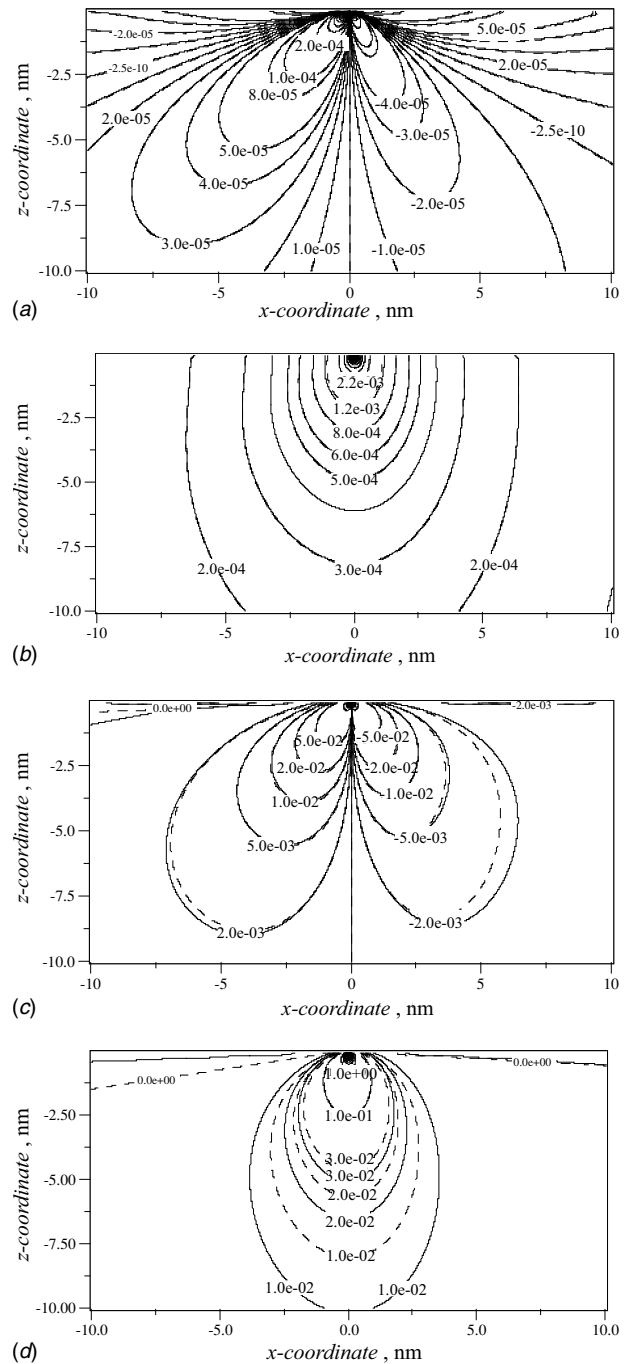 -2.0e-05
5.0e-05
2.0e-04
-2.5e-10
1.0e-04
2.0e-05
2.0e-05
8.0e-05
-4.0e-05
-3.0e-05
-2.5e-10
5.0e-05
4.0e-05
-2.0e-05
3.0e-05
1.0e-05
-1.0e-05
-2.5
-5.0
-7.5
-10.0
z-coordinate , nm
-10
-5
0
5
10
(a)
x-coordinate , nm
2.2e-03
1.2e-03
8.0e-04
6.0e-04
5.0e-04
2.0e-04
3.0e-04
2.0e-04
-2.5
-5.0
-7.5
-10.0
z-coordinate , nm
-10
-5
0
5
10
(b)
x-coordinate , nm
0.0e+00
-2.0e-03
5.0e-02
-5.0e-02
2.0e-02
-2.0e-02
1.0e-02
-1.0e-02
5.0e-03
-5.0e-03
2.0e-03
-2.0e-03
-2.5
-5.0
-7.5
-10.0
z-coordinate , nm
-10
-5
0
5
10
(c)
x-coordinate , nm
1.0e+00
0.0e+00
0.0e+00
1.0e-01
3.0e-02
3.0e-02
2.0e-02
2.0e-02
1.0e-02
1.0e-02
1.0e-02
-2.50
-5.00
-7.50
-10.00
z-coordinate , nm
-10.0
-5.0
0.0
5.0
10.0
(d)
x-coordinate , nm